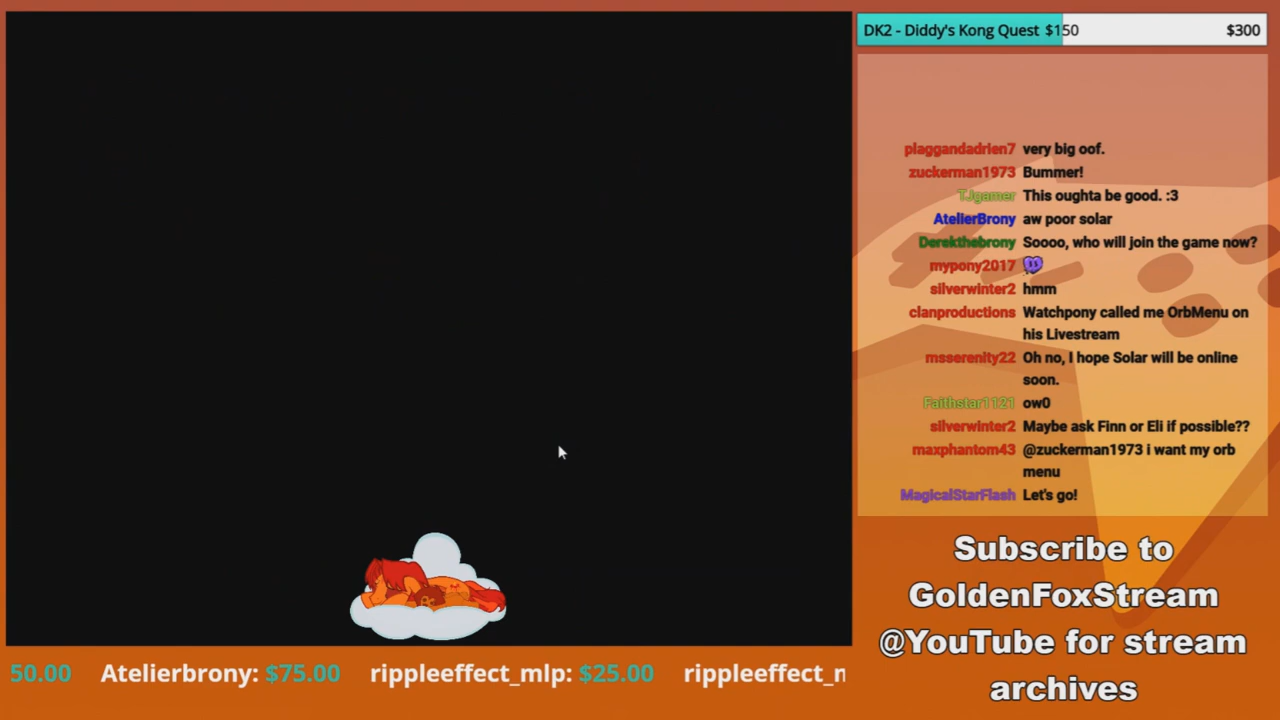 DK2 - Diddy's Kong Quest $150 $300
plaggandadrien7 very big oof.
zuckerman1973 Bummer!
TJgamer This oughta be good. :3
AtelierBrony aw poor solar
Derekthebrony Soooo, who will join the game now?
mypony2017
silverwinter2 hmm
clanproductions Watchpony called me OrbMenu on
his Livestream
msserenity22 Oh no, I hope Solar will be online
soon.
Faithstar1121 ow0
silverwinter2 Maybe ask Finn or Eli if possible??
maxphantom43 @zuckerman1973 i want my orb
menu
MagicalStarFlash Let's go!
Subscribe to
GoldenFoxStream
@YouTube for stream
archives
50.00 Atelierbrony: $75.00 rippleeffect_mlp: $25.00 rippleeffect_m